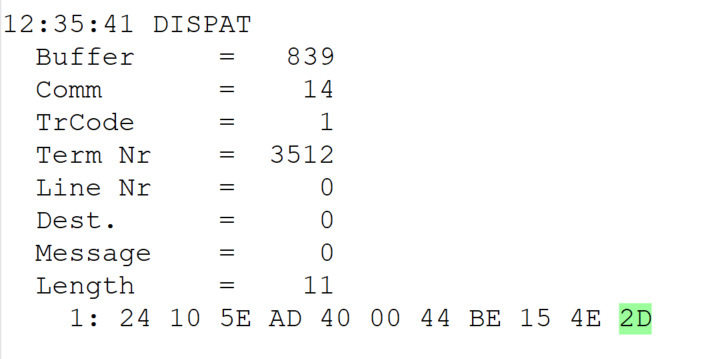 12:35:41 DISPAT
Buffer = 839
Comm = 14
TrCode = 1
Term Nr = 3512
Line Nr = 0
Dest. = 0
Message = 0
Length = 11
1: 24 10 5E AD 40 00 44 BE 15 4E 2D